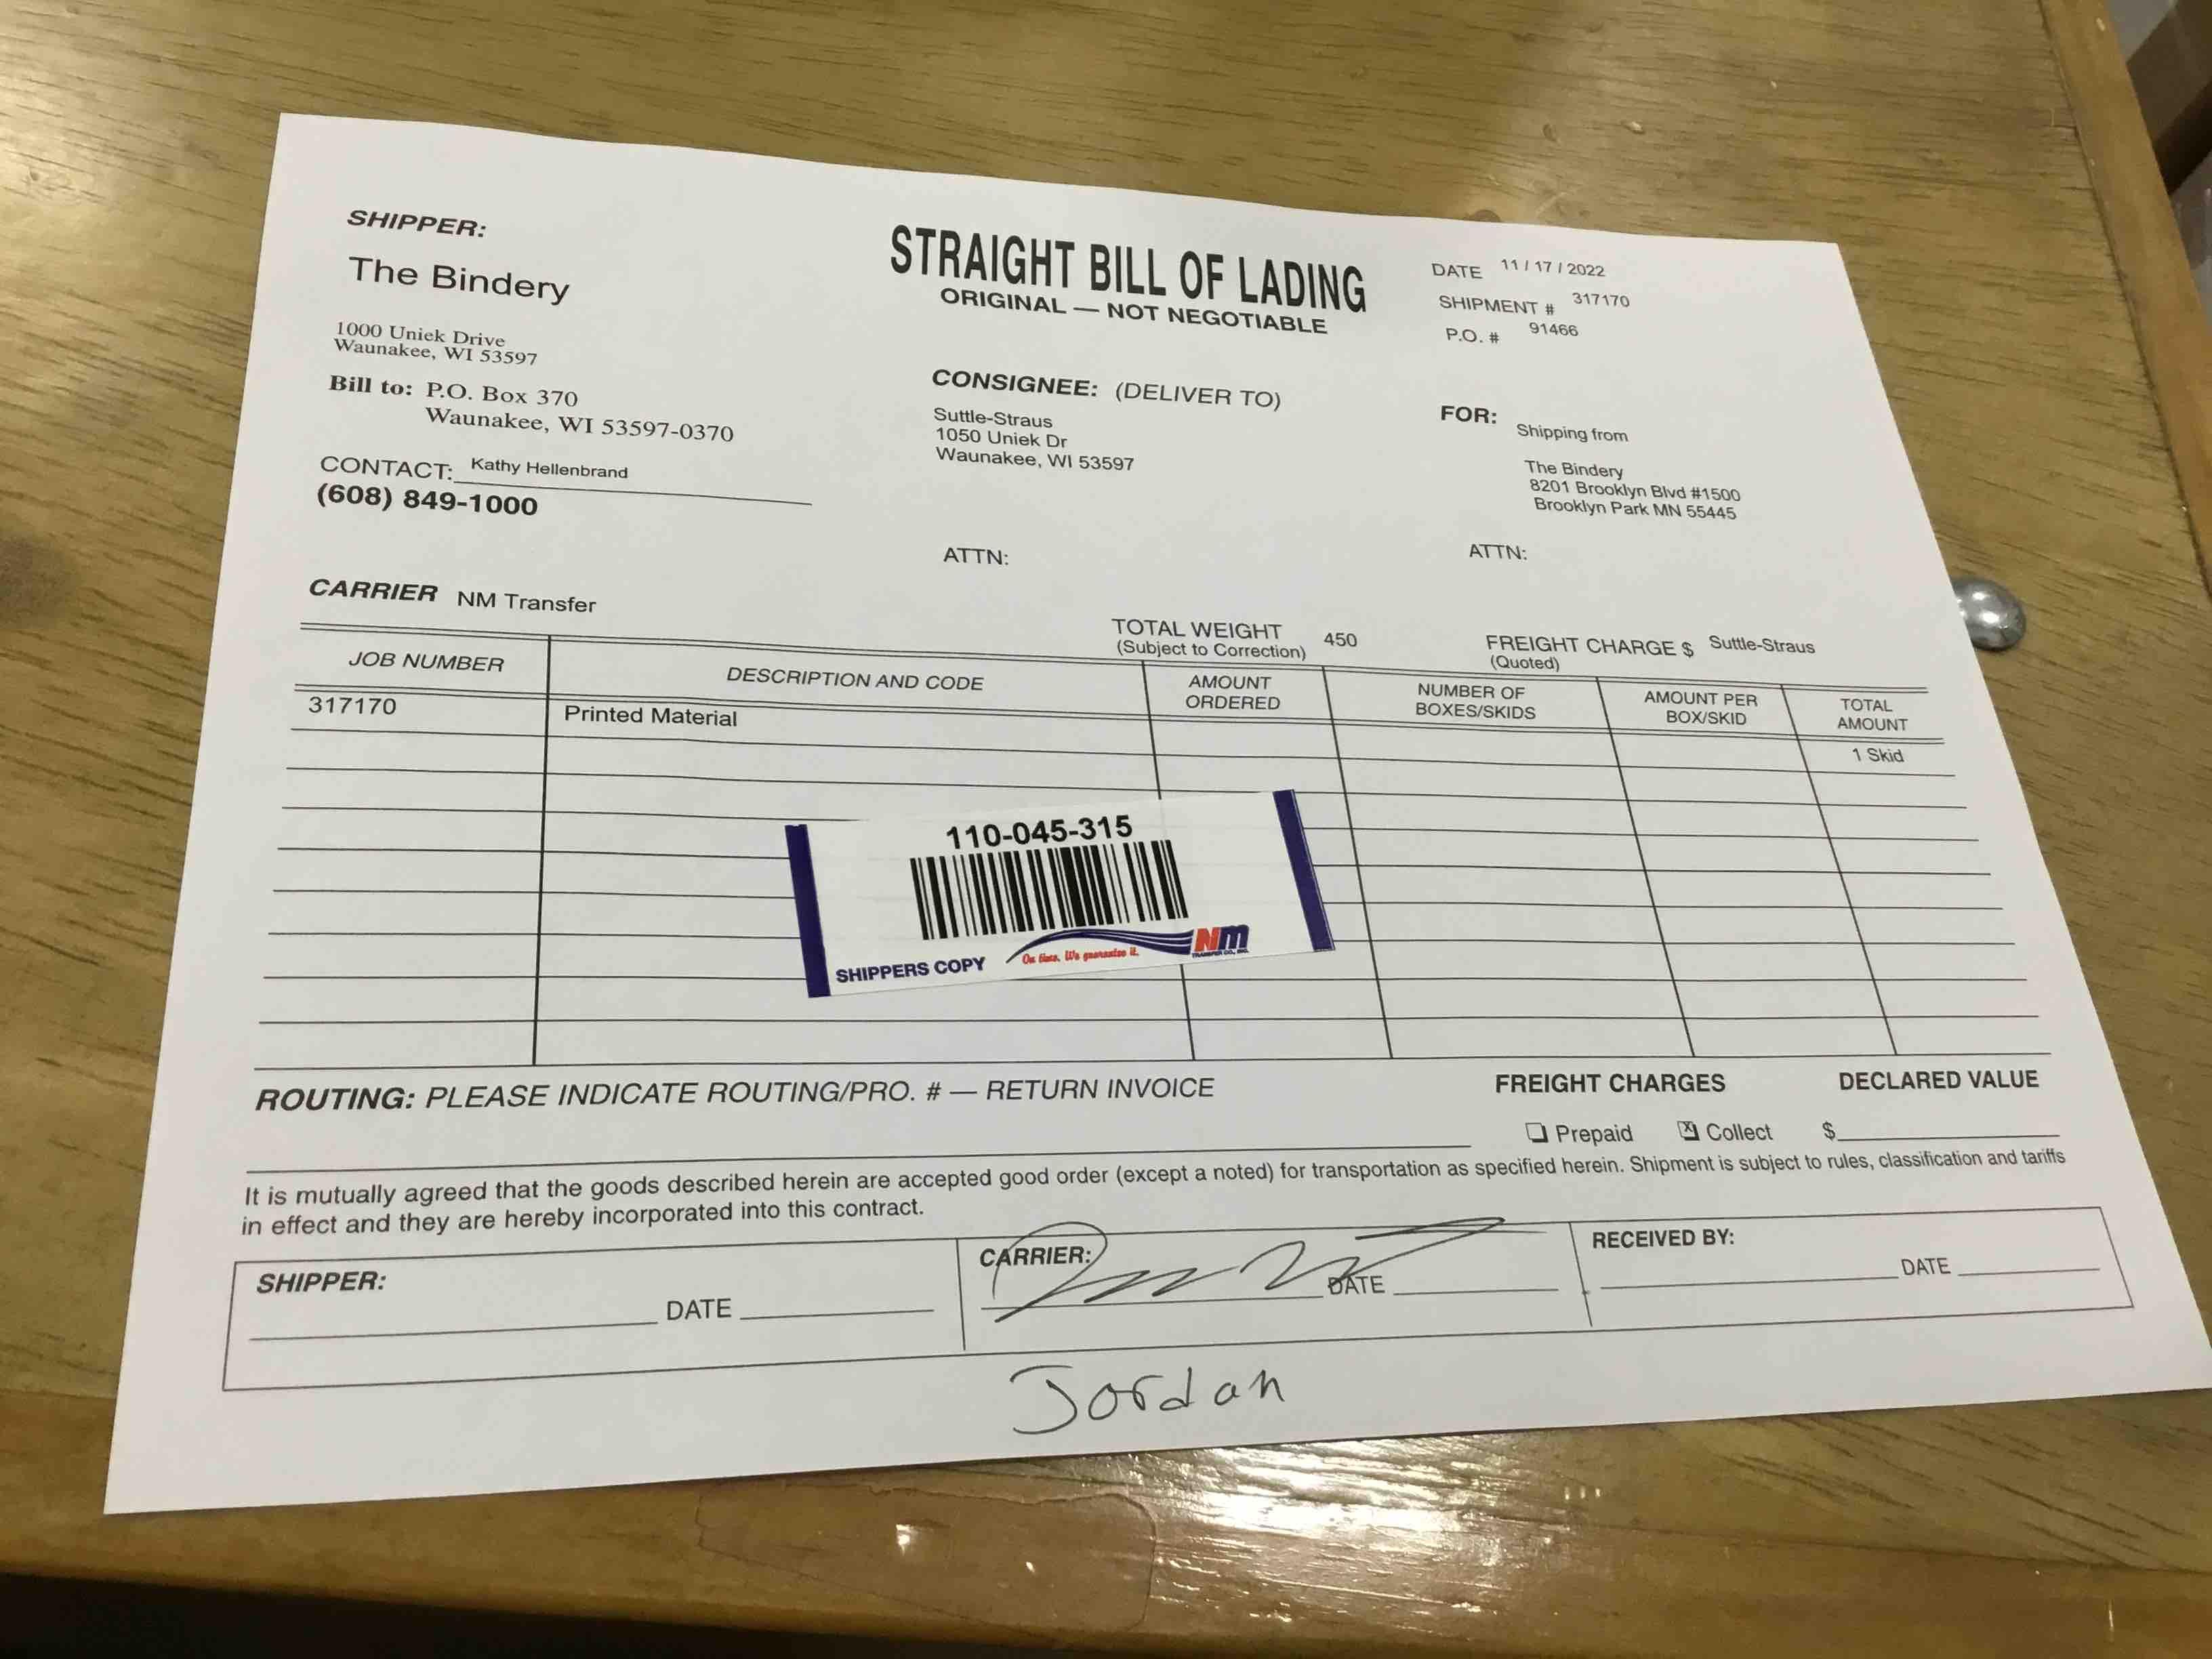 SHIPPER:
The Bindery
1000 Uniek Drive
Waunakee, WI 53597
Bill to: P.O. Box 370
Waunakee, WI 53597-0370
CONTACT: Kathy Hellenbrand
(608) 849-1000
STRAIGHT BILL OF LADING
ORIGINAL — NOT NEGOTIABLE
DATE 11 / 17 / 2022
SHIPMENT # 317170
P.O. # 91466
CONSIGNEE: (DELIVER TO)
Suttle-Straus
1050 Uniek Dr
Waunakee, WI 53597
ATTN:
FOR: Shipping from
The Bindery
8201 Brooklyn Blvd #1500
Brooklyn Park MN 55445
ATTN:
CARRIER NM Transfer
TOTAL WEIGHT 450
(Subject to Correction)
FREIGHT CHARGE $ Suttle-Straus
(Quoted)
JOB NUMBER DESCRIPTION AND CODE AMOUNT ORDERED NUMBER OF BOXES/SKIDS AMOUNT PER BOX/SKID TOTAL AMOUNT
317170 Printed Material 1 Skid
110-045-315
SHIPPERS COPY On time. We guarantee it. NM
TRANSFER CO., INC.
ROUTING: PLEASE INDICATE ROUTING/PRO. # — RETURN INVOICE
FREIGHT CHARGES DECLARED VALUE
Prepaid Collect $
It is mutually agreed that the goods described herein are accepted good order (except a noted) for transportation as specified herein. Shipment is subject to rules, classification and tariffs
in effect and they are hereby incorporated into this contract.
SHIPPER: DATE
CARRIER: DATE
RECEIVED BY: DATE
Jordan